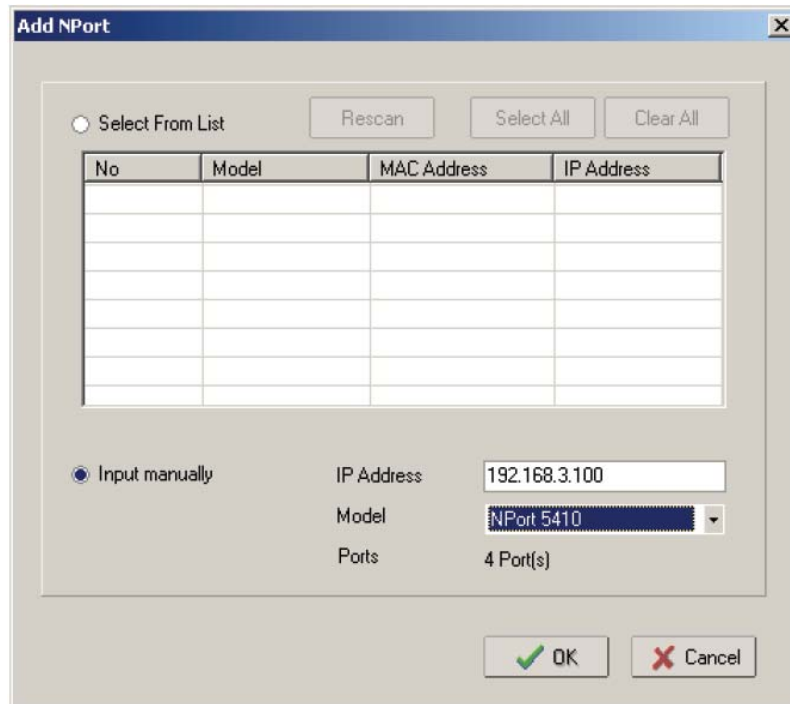 Add NPort
Select From List Rescan Select All Clear All
No Model MAC Address IP Address
Input manually IP Address 192.168.3.100
Model NPort 5410
Ports 4 Port(s)
OK Cancel